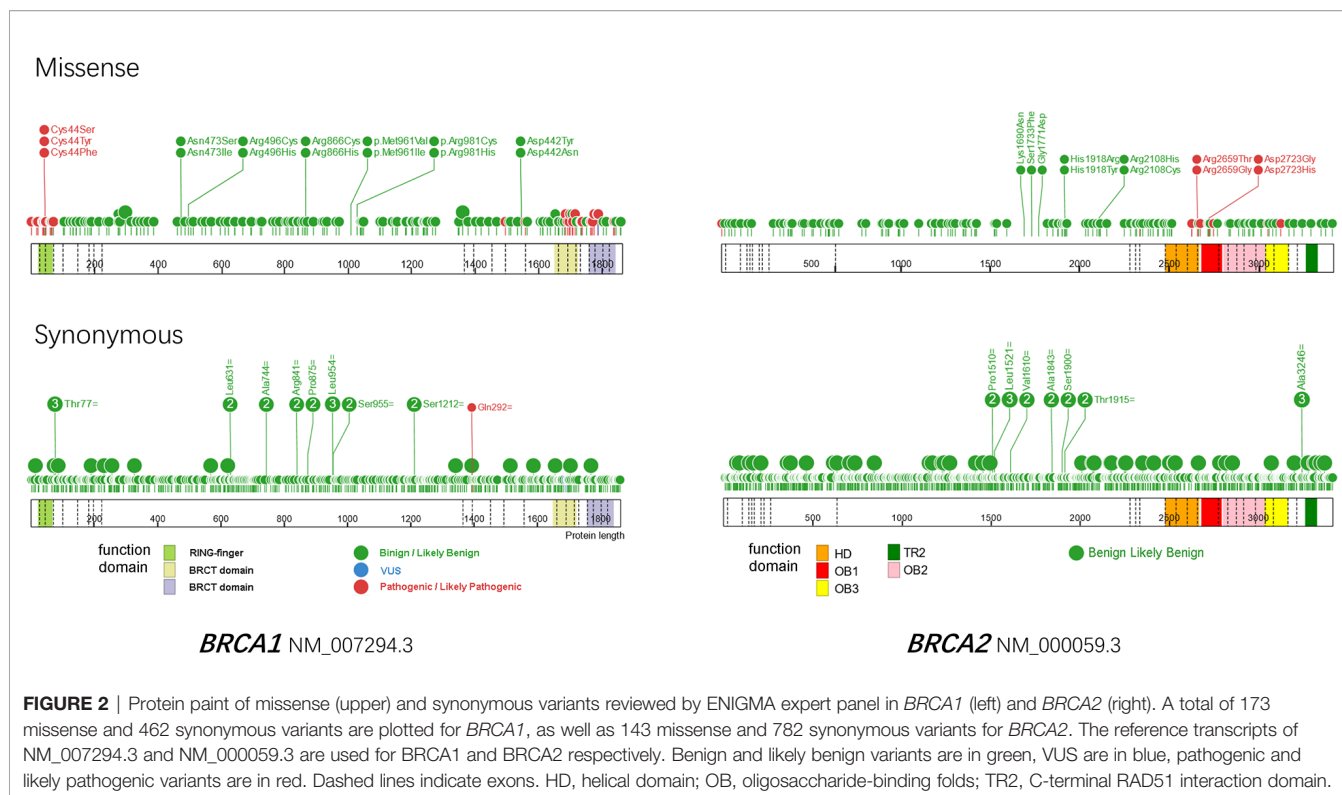 Missense
Cys44Ser
Cys44Tyr
Cys44Phe
Asn473Ser Arg496Cys Arg866Cys p.Met961Val p.Arg981Cys Asp442Tyr
Asn473Ile Arg496His Arg866His p.Met961Ile p.Arg981His Asp442Asn
200 400 600 800 1000 1200 1400 1600 1800
Lys1690Asn
Ser1733Phe
Gly1771Asp
His1918Arg Arg2108His Arg2659Thr Asp2723Gly
His1918Tyr Arg2108Cys Arg2659Gly Asp2723His
500 1000 1500 2000 2500 3000
Synonymous
3 Thr77=
2 Leu631=
2 Ala744=
2 Arg841=
2 Pro875=
3 Leu954=
2 Ser955=
2 Ser1212=
Gln292=
200 400 600 800 1000 1200 1400 1600 1800
Protein length
2 Pro1510=
3 Leu1521=
2 Val1610=
2 Ala1843=
2 Ser1900=
2 Thr1915=
3 Ala3246=
500 1000 1500 2000 2500 3000
function
domain
RING-finger
BRCT domain
BRCT domain
Binign / Likely Benign
VUS
Pathogenic / Likely Pathogenic
function
domain
HD
OB1
OB3
TR2
OB2
Benign Likely Benign
BRCA1 NM_007294.3
BRCA2 NM_000059.3
FIGURE 2 | Protein paint of missense (upper) and synonymous variants reviewed by ENIGMA expert panel in BRCA1 (left) and BRCA2 (right). A total of 173
missense and 462 synonymous variants are plotted for BRCA1, as well as 143 missense and 782 synonymous variants for BRCA2. The reference transcripts of
NM_007294.3 and NM_000059.3 are used for BRCA1 and BRCA2 respectively. Benign and likely benign variants are in green, VUS are in blue, pathogenic and
likely pathogenic variants are in red. Dashed lines indicate exons. HD, helical domain; OB, oligosaccharide-binding folds; TR2, C-terminal RAD51 interaction domain.